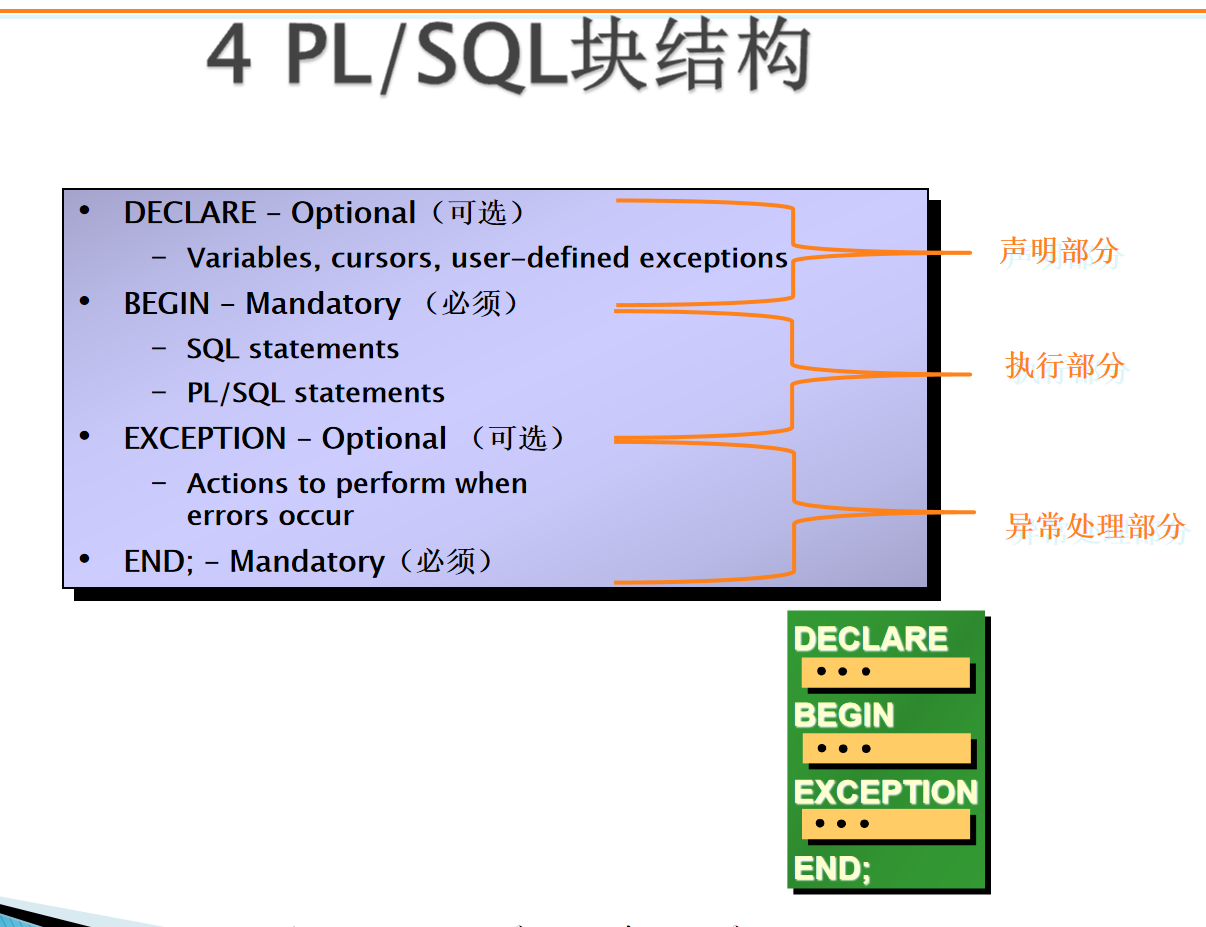 4 PL/SQL块结构
• DECLARE – Optional（可选）
– Variables, cursors, user-defined exceptions
• BEGIN – Mandatory （必须）
– SQL statements
– PL/SQL statements
• EXCEPTION – Optional （可选）
– Actions to perform when
errors occur
• END; – Mandatory（必须）
声明部分
执行部分
异常处理部分
DECLARE
• • •
BEGIN
• • •
EXCEPTION
• • •
END;